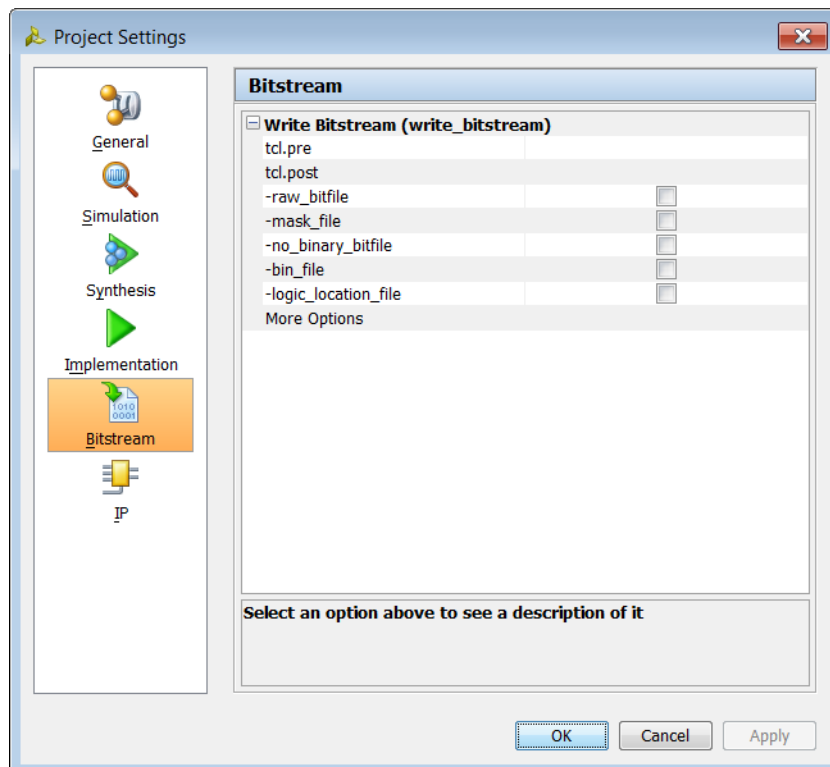 Project Settings
General
Simulation
Synthesis
Implementation
Bitstream
IP
Bitstream
Write Bitstream (write_bitstream)
tcl.pre
tcl.post
-raw_bitfile
-mask_file
-no_binary_bitfile
-bin_file
-logic_location_file
More Options
Select an option above to see a description of it
OK Cancel Apply